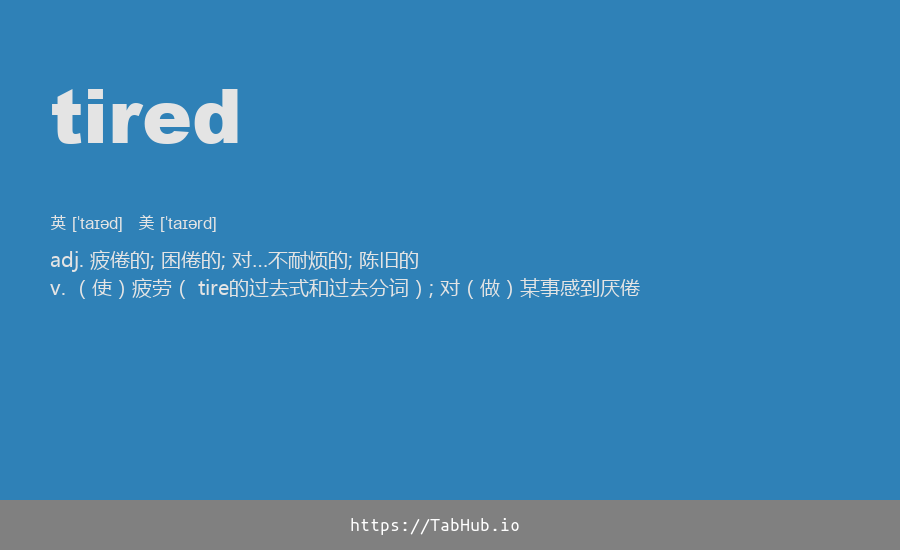 tired
英 [ˈtaɪəd] 美 [ˈtaɪərd]
adj. 疲倦的; 困倦的; 对…不耐烦的; 陈旧的
v. （使）疲劳（ tire的过去式和过去分词）; 对（做）某事感到厌倦
https://TabHub.io